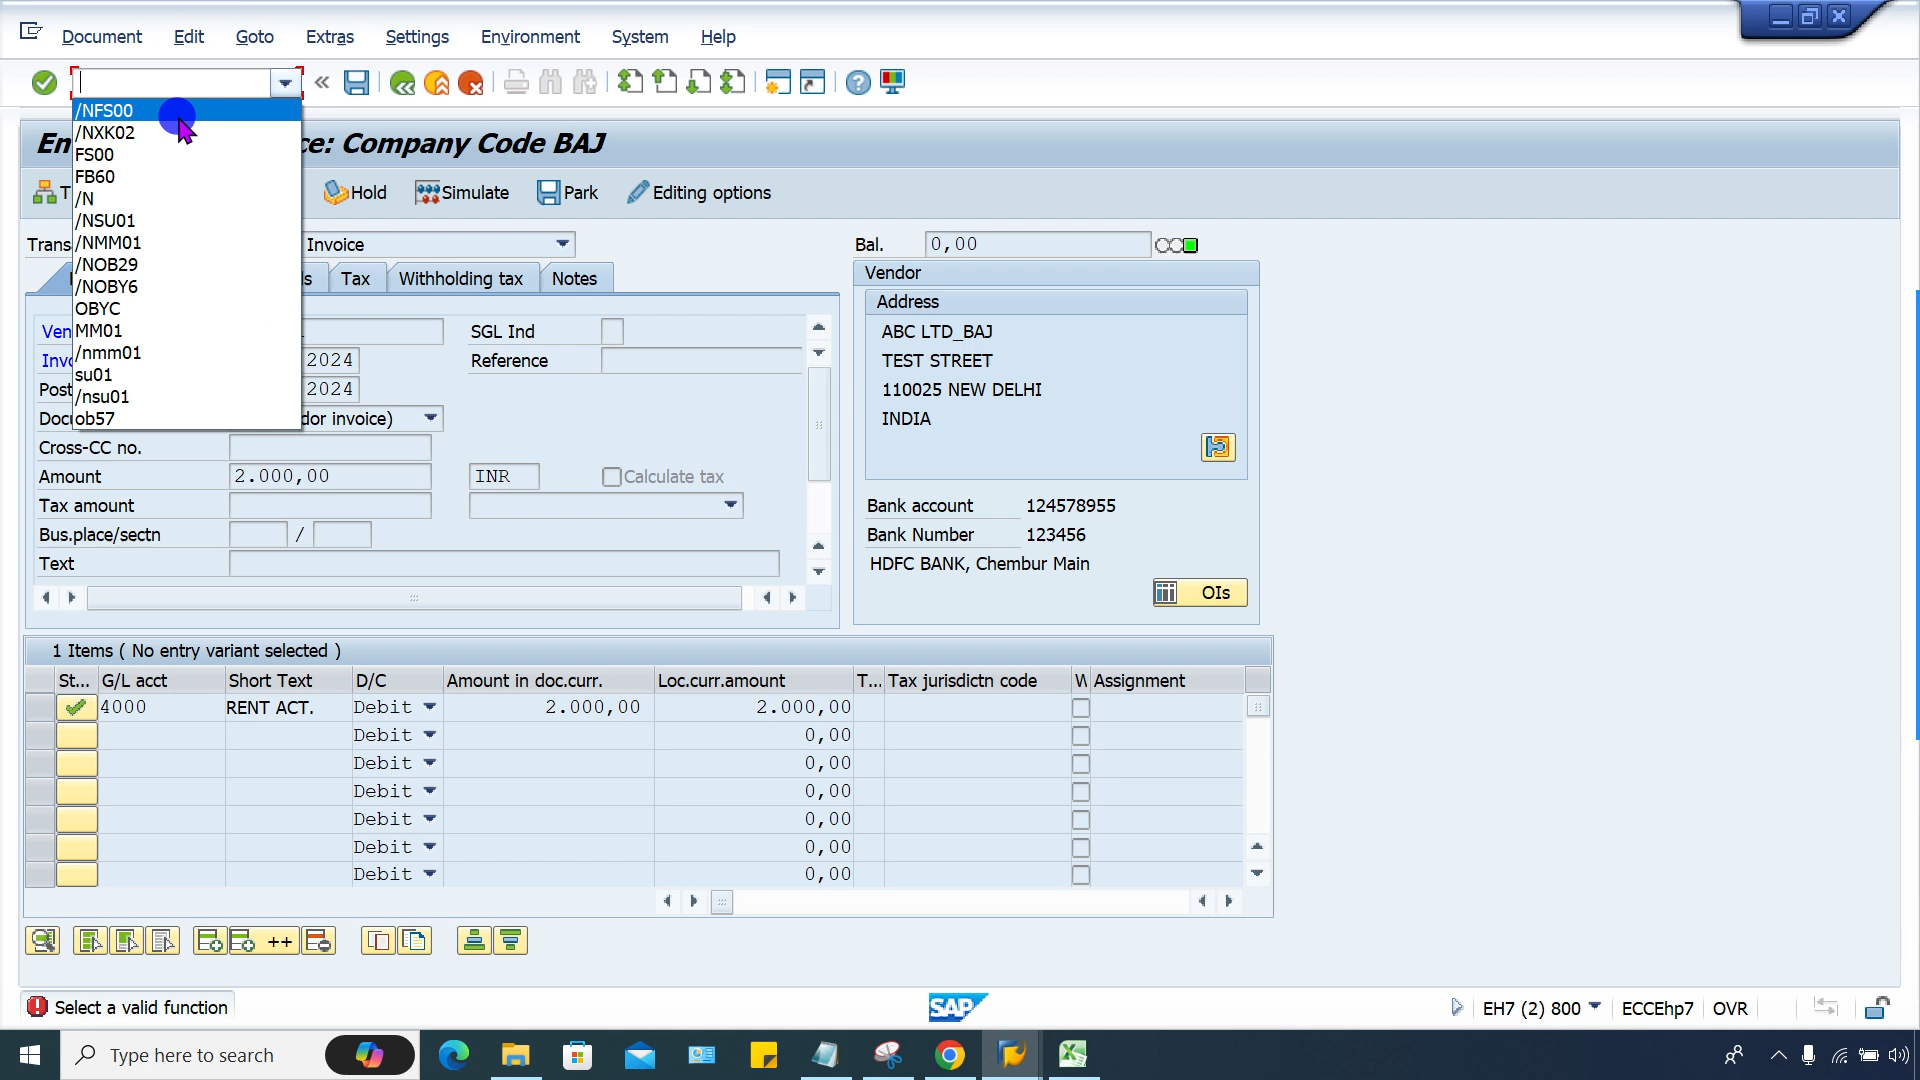 Document Edit Goto Extras Settings Environment System Help
/NFS00
/NXK02
FS00
FB60
/N
/NSU01
/NMM01
/NOB29
/NOBY6
OBYC
MM01
/nmm01
su01
/nsu01
ob57
En ce: Company Code BAJ
T Hold Simulate Park Editing options
Trans Invoice Bal. 0,00
s Tax Withholding tax Notes
Ven SGL Ind
Invo 2024 Reference
Post 2024
Docu dor invoice)
Cross-CC no.
Amount 2.000,00 INR Calculate tax
Tax amount
Bus.place/sectn /
Text
Vendor
Address
ABC LTD_BAJ
TEST STREET
110025 NEW DELHI
INDIA
Bank account 124578955
Bank Number 123456
HDFC BANK, Chembur Main
OIs
1 Items ( No entry variant selected )
St... G/L acct Short Text D/C Amount in doc.curr. Loc.curr.amount T... Tax jurisdictn code W Assignment
4000 RENT ACT. Debit 2.000,00 2.000,00
Debit 0,00
Debit 0,00
Debit 0,00
Debit 0,00
Debit 0,00
Debit 0,00
++
Select a valid function SAP EH7 (2) 800 ECCEhp7 OVR
Type here to search